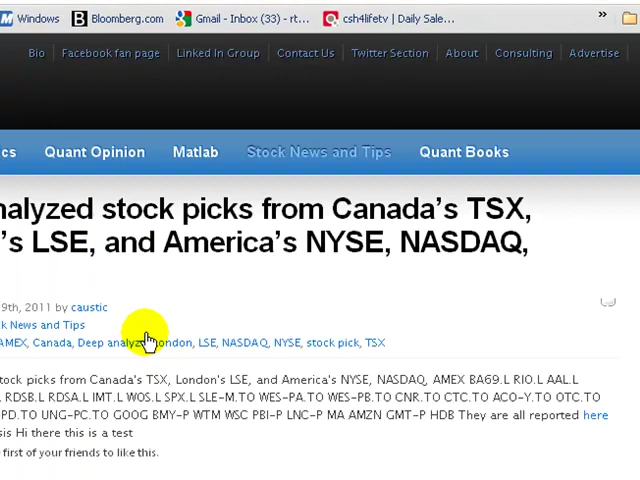 Windows Bloomberg.com Gmail - Inbox (33) - rt... csh4lifetv | Daily Sale... »
Bio Facebook fan page Linked In Group Contact Us Twitter Section About Consulting Advertise
cs Quant Opinion Matlab Stock News and Tips Quant Books
nalyzed stock picks from Canada's TSX,
's LSE, and America's NYSE, NASDAQ,
9th, 2011 by caustic
k News and Tips
AMEX, Canada, Deep analyze London, LSE, NASDAQ, NYSE, stock pick, TSX
tock picks from Canada's TSX, London's LSE, and America's NYSE, NASDAQ, AMEX BA69.L RIO.L AAL.L
RDSB.L RDSA.L IMT.L WOS.L SPX.L SLE-M.TO WES-PA.TO WES-PB.TO CNR.TO CTC.TO ACO-Y.TO OTC.TO
PD.TO UNG-PC.TO GOOG BMY-P WTM WSC PBI-P LNC-P MA AMZN GMT-P HDB They are all reported here
sis Hi there this is a test
first of your friends to like this.